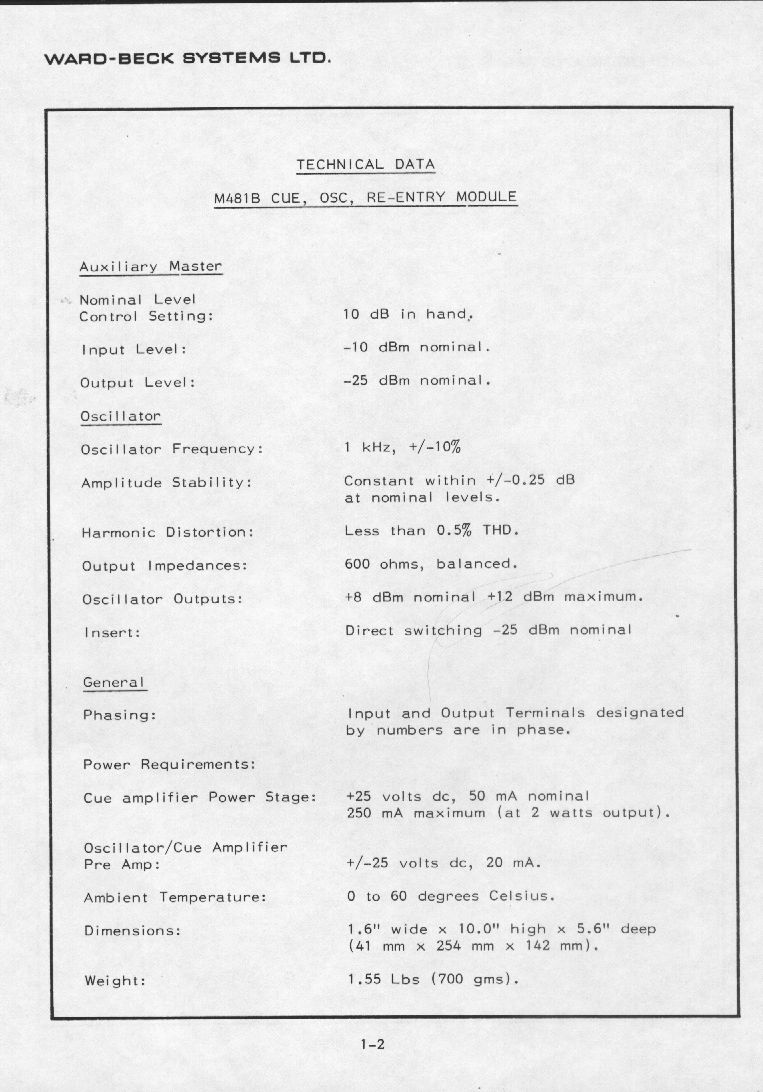 WARD-BECK SYSTEMS LTD.
TECHNICAL DATA
M481B CUE, OSC, RE-ENTRY MODULE
Auxiliary Master
Nominal Level
Control Setting: 10 dB in hand.
Input Level: -10 dBm nominal.
Output Level: -25 dBm nominal.
Oscillator
Oscillator Frequency: 1 kHz, +/-10%
Amplitude Stability: Constant within +/-0.25 dB
at nominal levels.
Harmonic Distortion: Less than 0.5% THD.
Output Impedances: 600 ohms, balanced.
Oscillator Outputs: +8 dBm nominal +12 dBm maximum.
Insert: Direct switching -25 dBm nominal
General
Phasing: Input and Output Terminals designated
by numbers are in phase.
Power Requirements:
Cue amplifier Power Stage: +25 volts dc, 50 mA nominal
250 mA maximum (at 2 watts output).
Oscillator/Cue Amplifier
Pre Amp: +/-25 volts dc, 20 mA.
Ambient Temperature: 0 to 60 degrees Celsius.
Dimensions: 1.6" wide x 10.0" high x 5.6" deep
(41 mm x 254 mm x 142 mm).
Weight: 1.55 Lbs (700 gms).
1-2